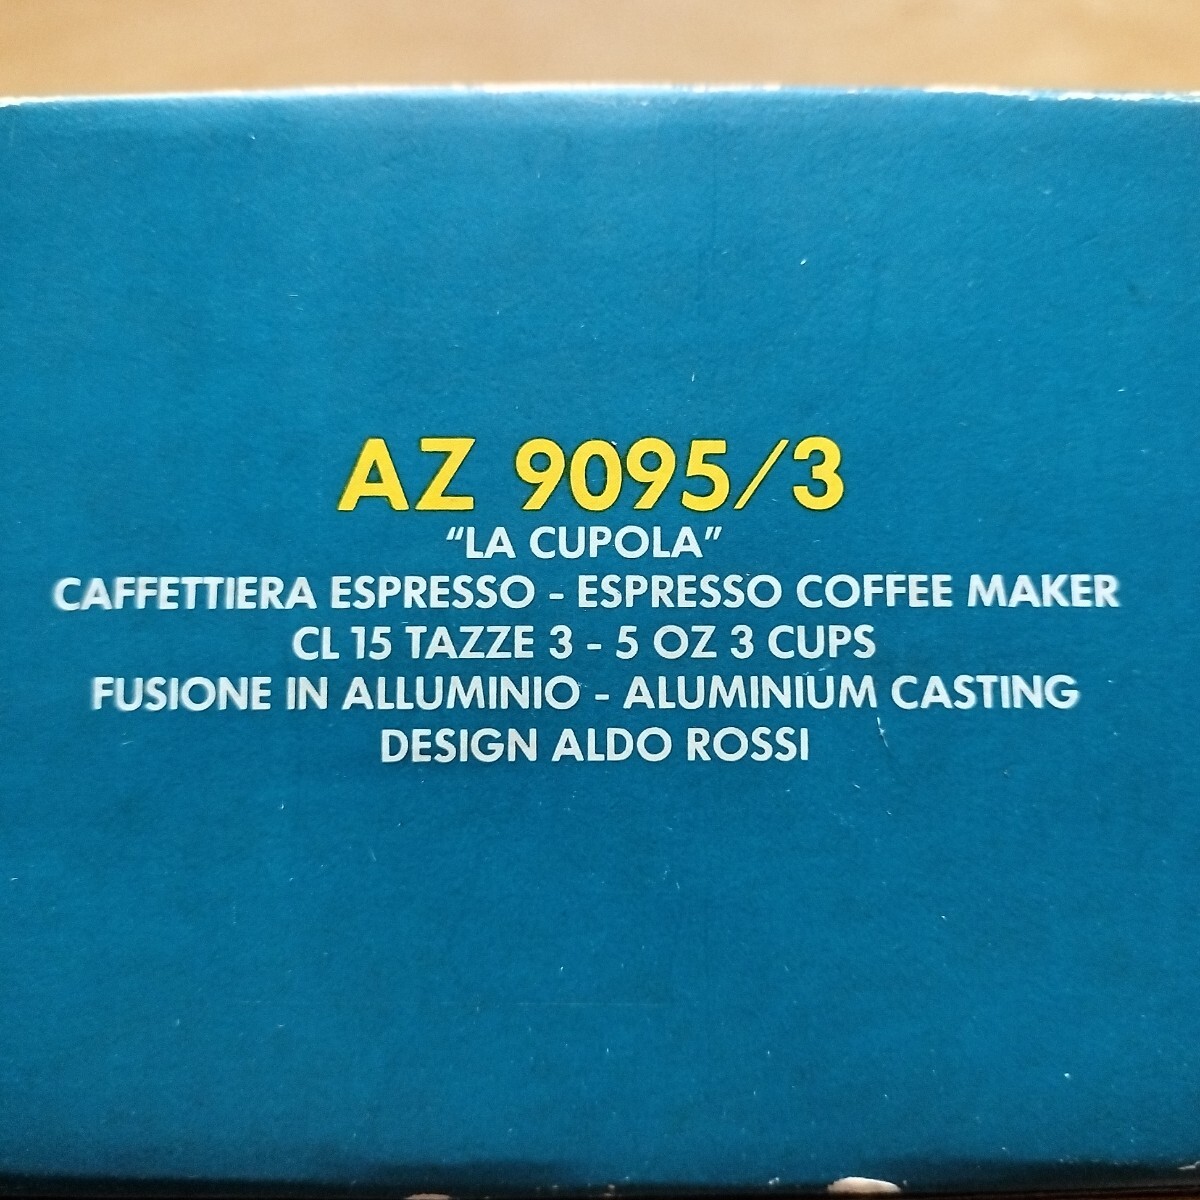 AZ 9095/3
“LA CUPOLA”
CAFFETTIERA ESPRESSO - ESPRESSO COFFEE MAKER
CL 15 TAZZE 3 - 5 OZ 3 CUPS
FUSIONE IN ALLUMINIO - ALUMINIUM CASTING
DESIGN ALDO ROSSI